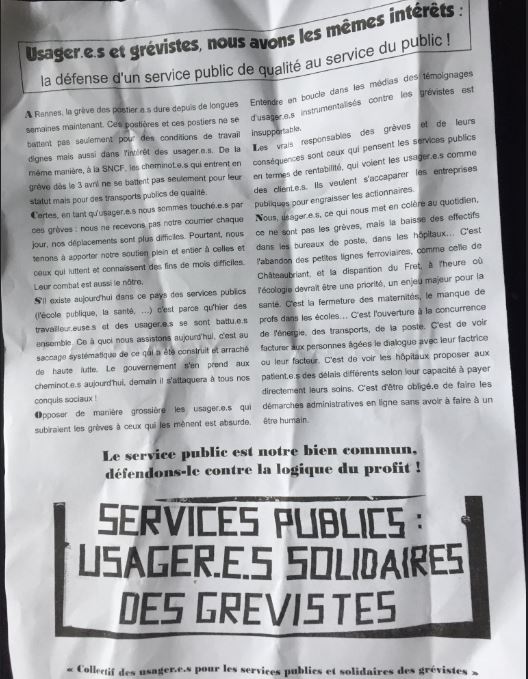 Usager.e.s et grévistes, nous avons les mêmes intérêts :
la défense d'un service public de qualité au service du public !
A Rennes, la grève des postier.e.s dure depuis de longues
semaines maintenant. Ces postières et ces postiers ne se
battent pas seulement pour des conditions de travail
dignes mais aussi dans l'intérêt des usager.e.s. De la
même manière, à la SNCF, les cheminot.e.s qui entrent en
grève dès le 3 avril ne se battent pas seulement pour leur
statut mais pour des transports publics de qualité.
Certes, en tant qu'usager.e.s nous sommes touché.e.s par
ces grèves : nous ne recevons pas notre courrier chaque
jour, nos déplacements sont plus difficiles. Pourtant, nous
tenons à apporter notre soutien plein et entier à celles et
ceux qui luttent et connaissent des fins de mois difficiles.
Leur combat est aussi le nôtre.
S'il existe aujourd'hui dans ce pays des services publics
(l'école publique, la santé, ...) c'est parce qu'hier des
travailleur.euse.s et des usager.e.s se sont battu.e.s
ensemble. Ce à quoi nous assistons aujourd'hui, c'est au
saccage systématique de ce qui a été construit et arraché
de haute lutte. Le gouvernement s'en prend aux
cheminot.e.s aujourd'hui, demain il s'attaquera à tous nos
conquis sociaux !
Opposer de manière grossière les usager.e.s qui
subiraient les grèves à ceux qui les mènent est absurde.
Entendre en boucle dans les médias des témoignages
d'usager.e.s instrumentalisés contre les grévistes est
insupportable.
Les vrais responsables des grèves et de leurs
conséquences sont ceux qui pensent les services publics
en termes de rentabilité, qui voient les usager.e.s comme
des client.e.s. Ils veulent s'accaparer les entreprises
publiques pour engraisser les actionnaires.
Nous, usager.e.s, ce qui nous met en colère au quotidien,
ce ne sont pas les grèves, mais la baisse des effectifs
dans les bureaux de poste, dans les hôpitaux... C'est
l'abandon des petites lignes ferroviaires, comme celle de
Châteaubriant, et la disparition du Fret, à l'heure où
l'écologie devrait être une priorité, un enjeu majeur pour la
santé. C'est la fermeture des maternités, le manque de
profs dans les écoles... C'est l'ouverture à la concurrence
de l'énergie, des transports, de la poste. C'est de voir
facturer aux personnes âgées le dialogue avec leur factrice
ou leur facteur. C'est de voir les hôpitaux proposer aux
patient.e.s des délais différents selon leur capacité à payer
directement leurs soins. C'est d'être obligé.e de faire les
démarches administratives en ligne sans avoir à faire à un
être humain.
Le service public est notre bien commun,
défendons-le contre la logique du profit !
SERVICES PUBLICS :
USAGER.E.S SOLIDAIRES
DES GREVISTES
« Collectif des usager.e.s pour les services publics et solidaires des grévistes »